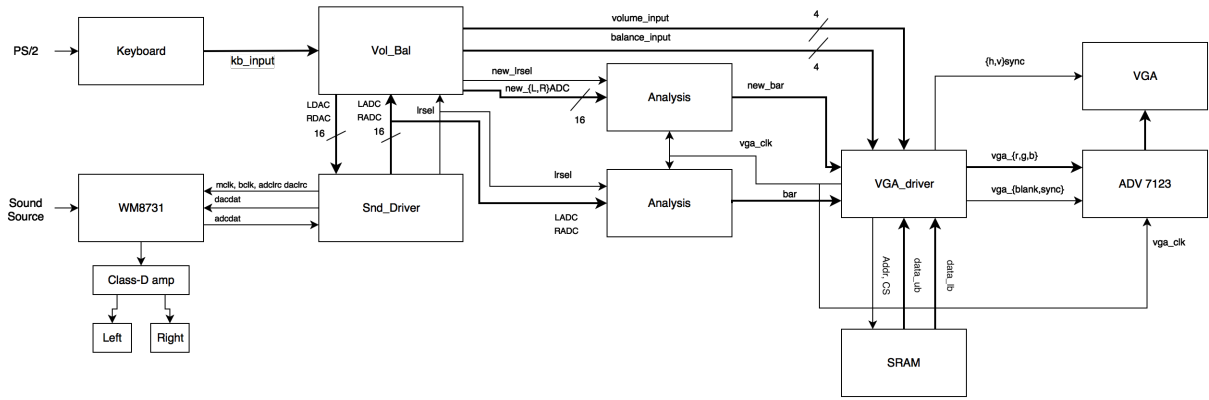 PS/2
Keyboard
kb_input
Vol_Bal
volume_input
4
balance_input
4
new_lrsel
new_{L,R}ADC
16
Analysis
new_bar
{h,v}sync
VGA
LDAC
RDAC
16
LADC
RADC
16
lrsel
vga_clk
Sound
Source
WM8731
mclk, bclk, adclrc daclrc
dacdat
adcdat
Snd_Driver
lrsel
LADC
RADC
Analysis
bar
VGA_driver
vga_{r,g,b}
vga_{blank,sync}
ADV 7123
vga_clk
Class-D amp
Left
Right
Addr, CS
data_ub
data_lb
SRAM